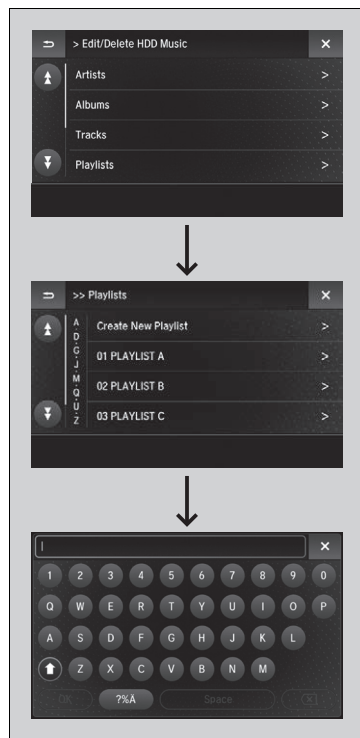 > Edit/Delete HDD Music ×
Artists >
Albums >
Tracks >
Playlists >
>> Playlists ×
A·D·G·J·M·Q·U·Z
Create New Playlist >
01 PLAYLIST A >
02 PLAYLIST B >
03 PLAYLIST C >
×
1 2 3 4 5 6 7 8 9 0
Q W E R T Y U I O P
A S D F G H J K L
Z X C V B N M
OK ?%Ä Space